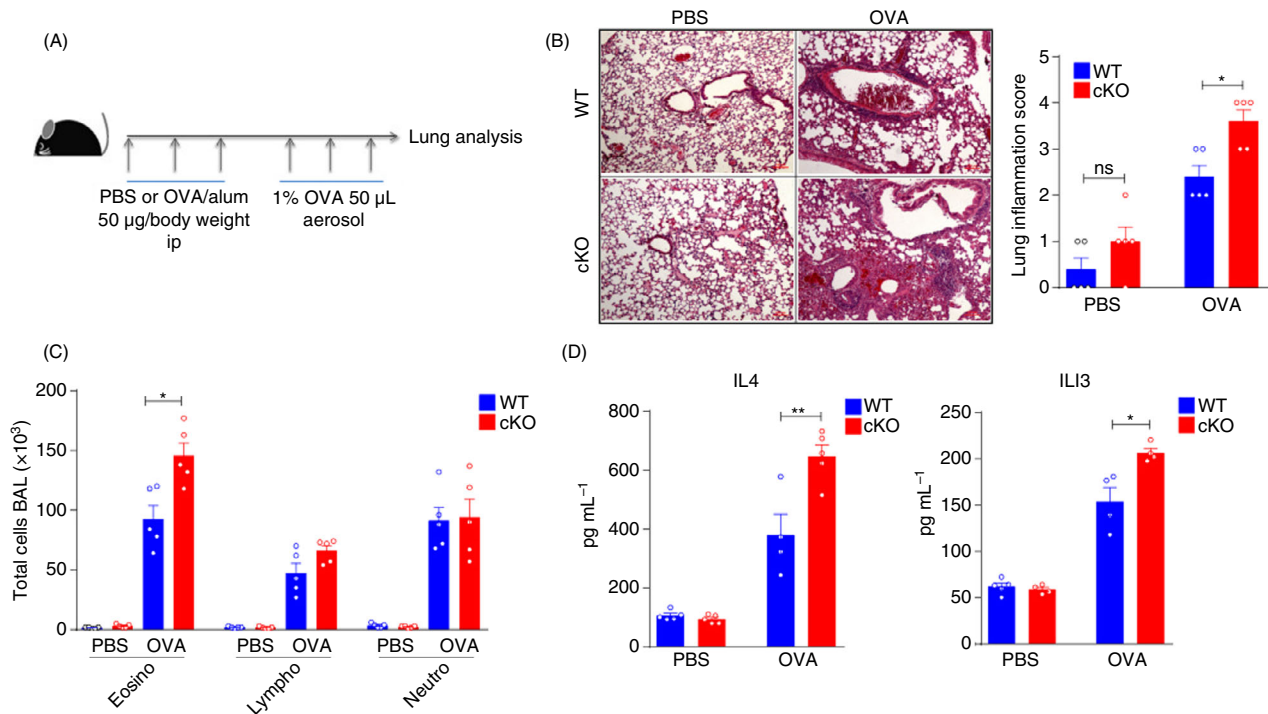 (A)
Lung analysis
PBS or OVA/alum
50 µg/body weight
ip
1% OVA 50 µL
aerosol
(B)
PBS
OVA
WT
cKO
Lung inflamation score
5
4
3
2
1
0
WT
cKO
ns
*
PBS
OVA
(C)
Total cells BAL (×10³)
200
150
100
50
0
*
WT
cKO
PBS OVA
PBS OVA
PBS OVA
Eosino
Lympho
Neutro
(D)
IL4
pg mL⁻¹
800
600
400
200
0
**
WT
cKO
PBS
OVA
ILI3
pg mL⁻¹
250
200
150
100
50
0
*
WT
cKO
PBS
OVA